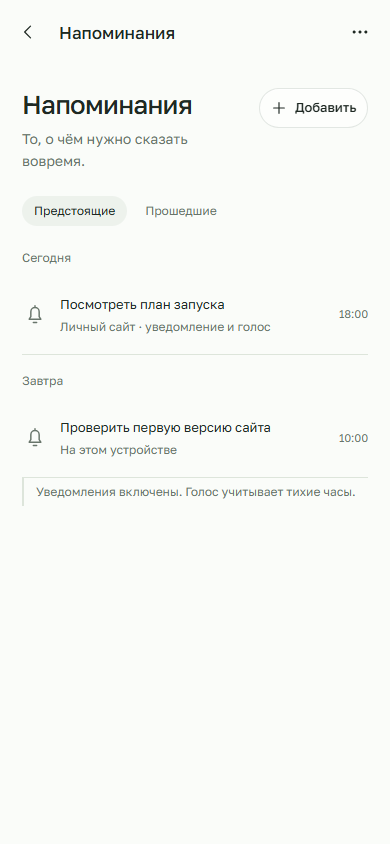 Напоминания
Напоминания
Добавить
То, о чём нужно сказать
вовремя.
Предстоящие
Прошедшие
Сегодня
Посмотреть план запуска
Личный сайт · уведомление и голос
18:00
Завтра
Проверить первую версию сайта
На этом устройстве
10:00
Уведомления включены. Голос учитывает тихие часы.